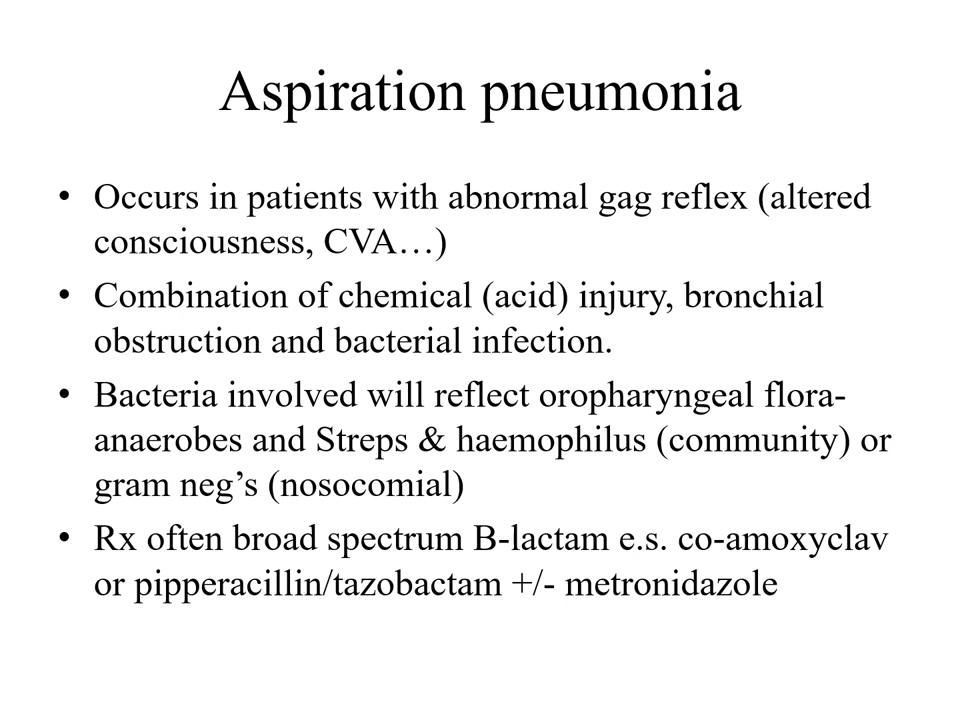 Aspiration pneumonia
• Occurs in patients with abnormal gag reflex (altered
consciousness, CVA…)
• Combination of chemical (acid) injury, bronchial
obstruction and bacterial infection.
• Bacteria involved will reflect oropharyngeal flora-
anaerobes and Streps & haemophilus (community) or
gram neg’s (nosocomial)
• Rx often broad spectrum B-lactam e.s. co-amoxyclav
or pipperacillin/tazobactam +/- metronidazole